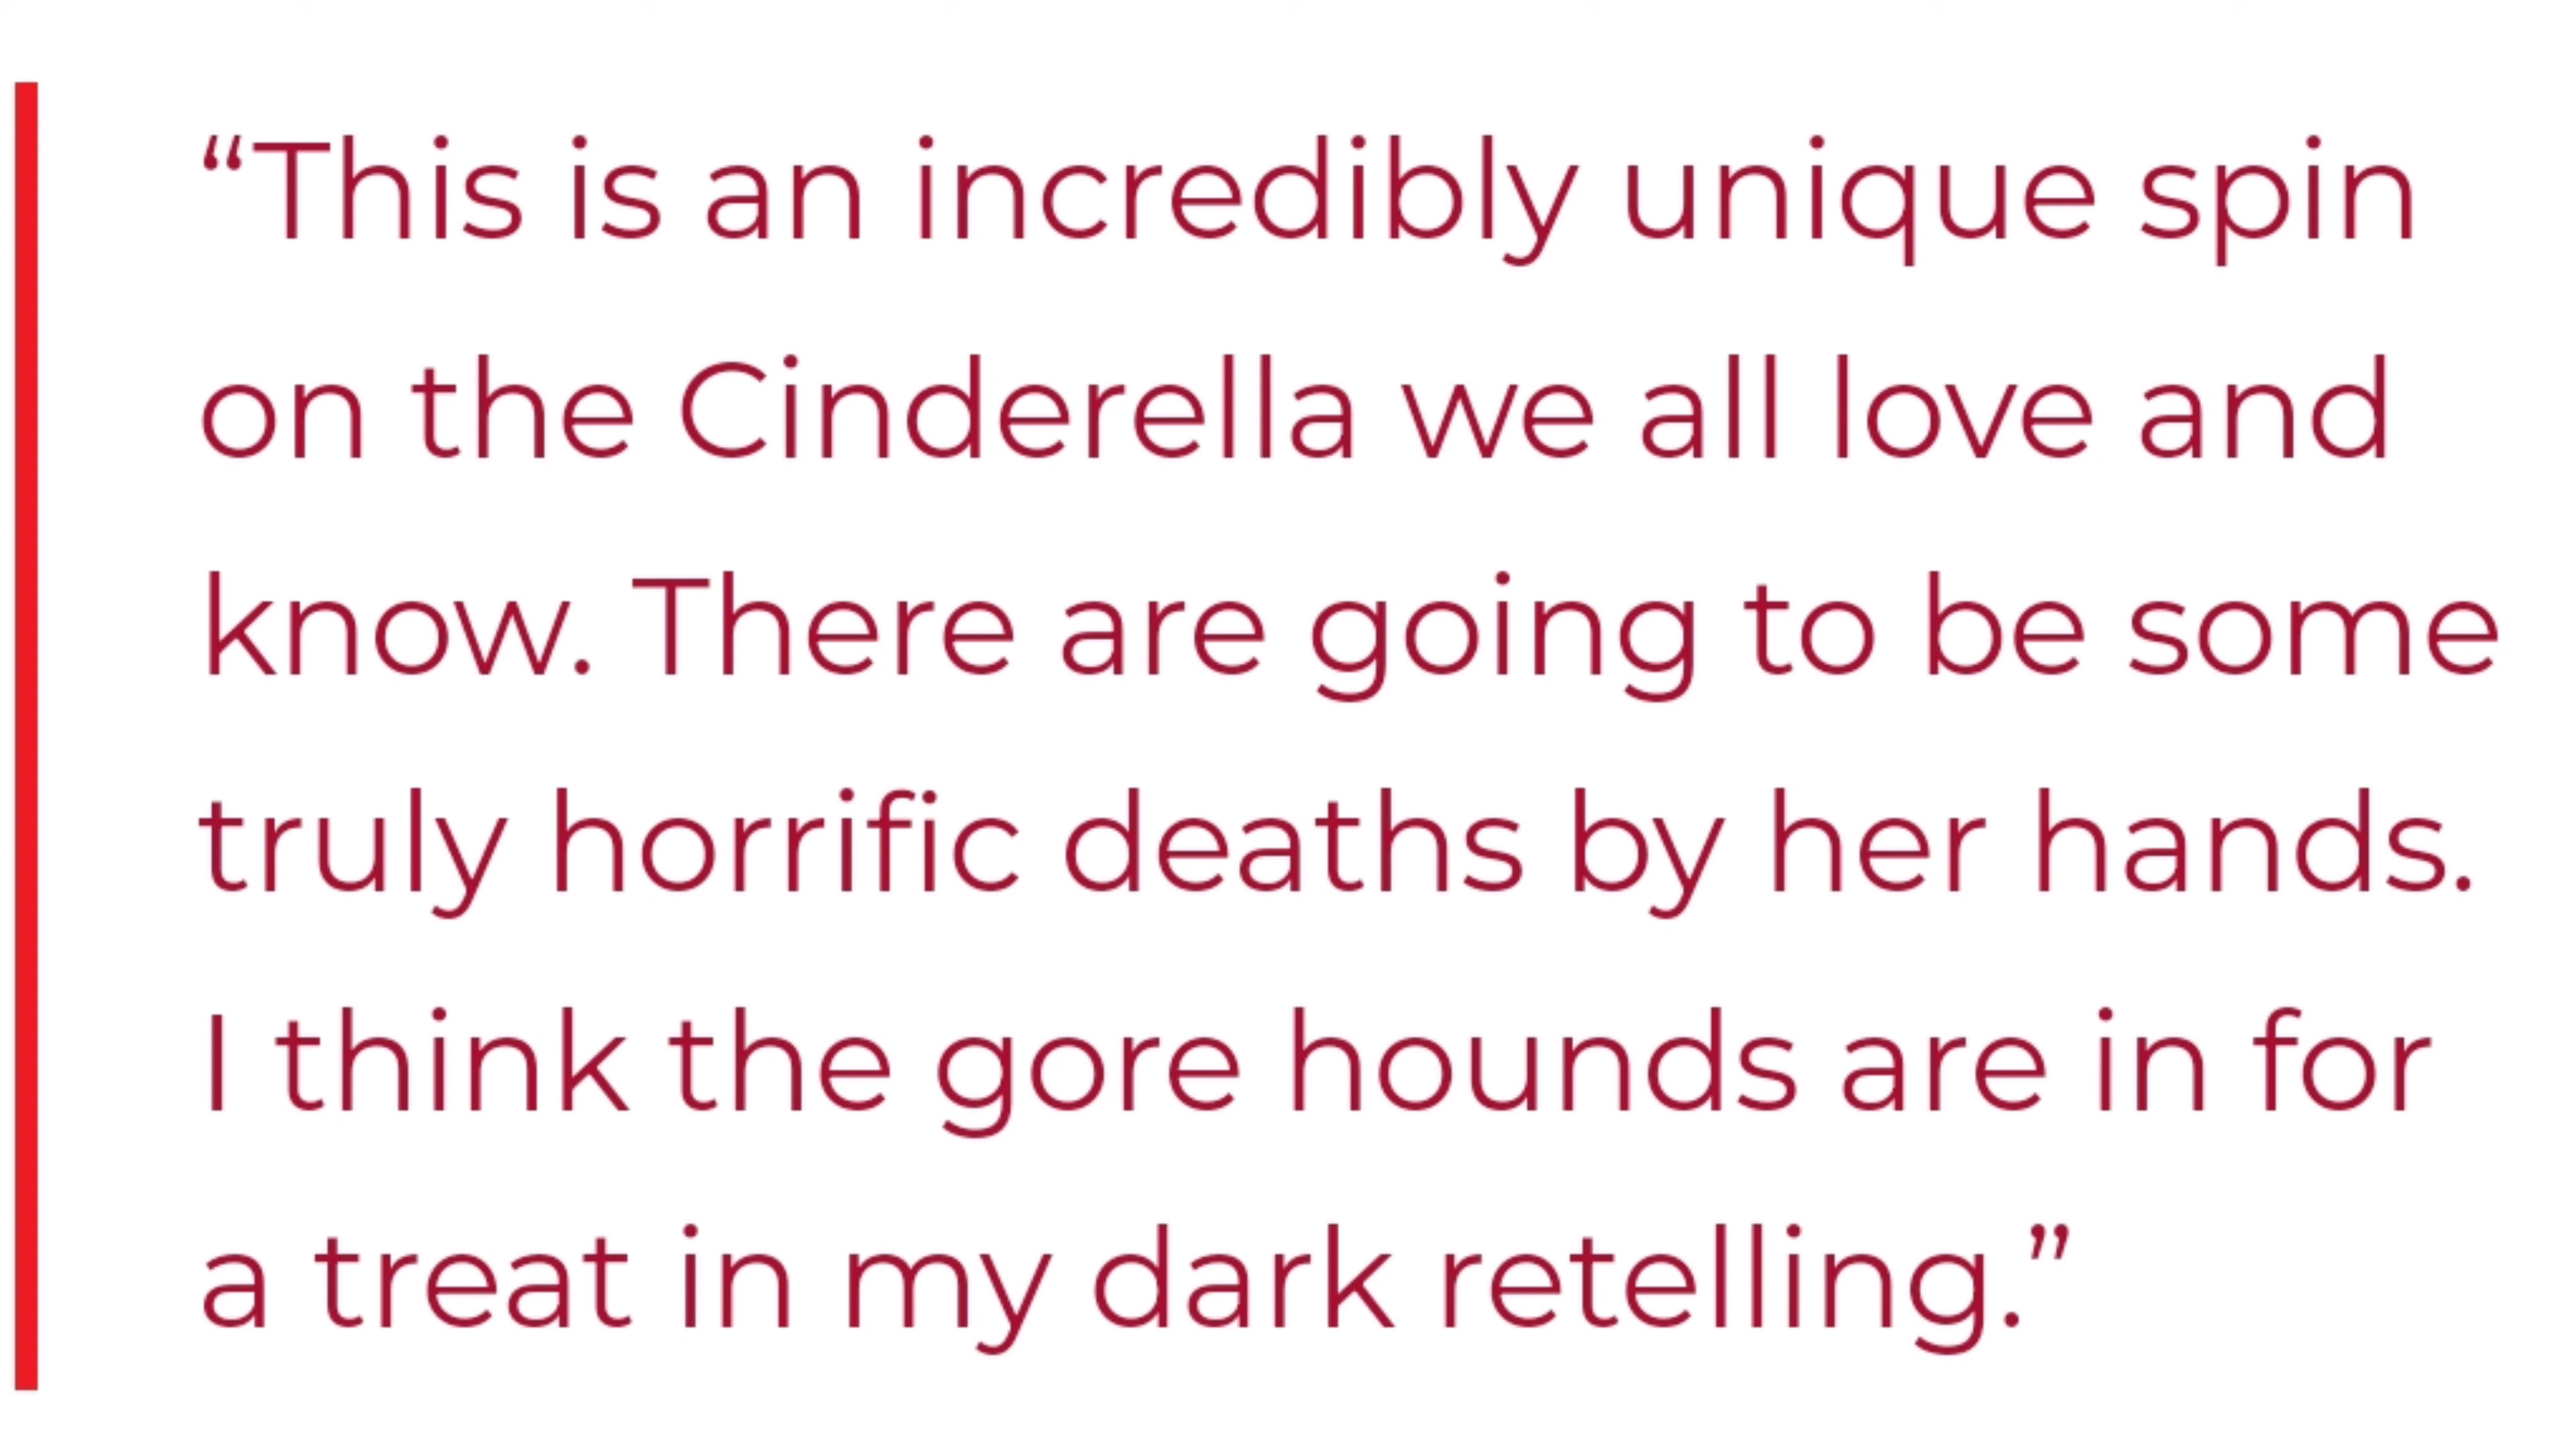 “This is an incredibly unique spin
on the Cinderella we all love and
know. There are going to be some
truly horrific deaths by her hands.
I think the gore hounds are in for
a treat in my dark retelling.”